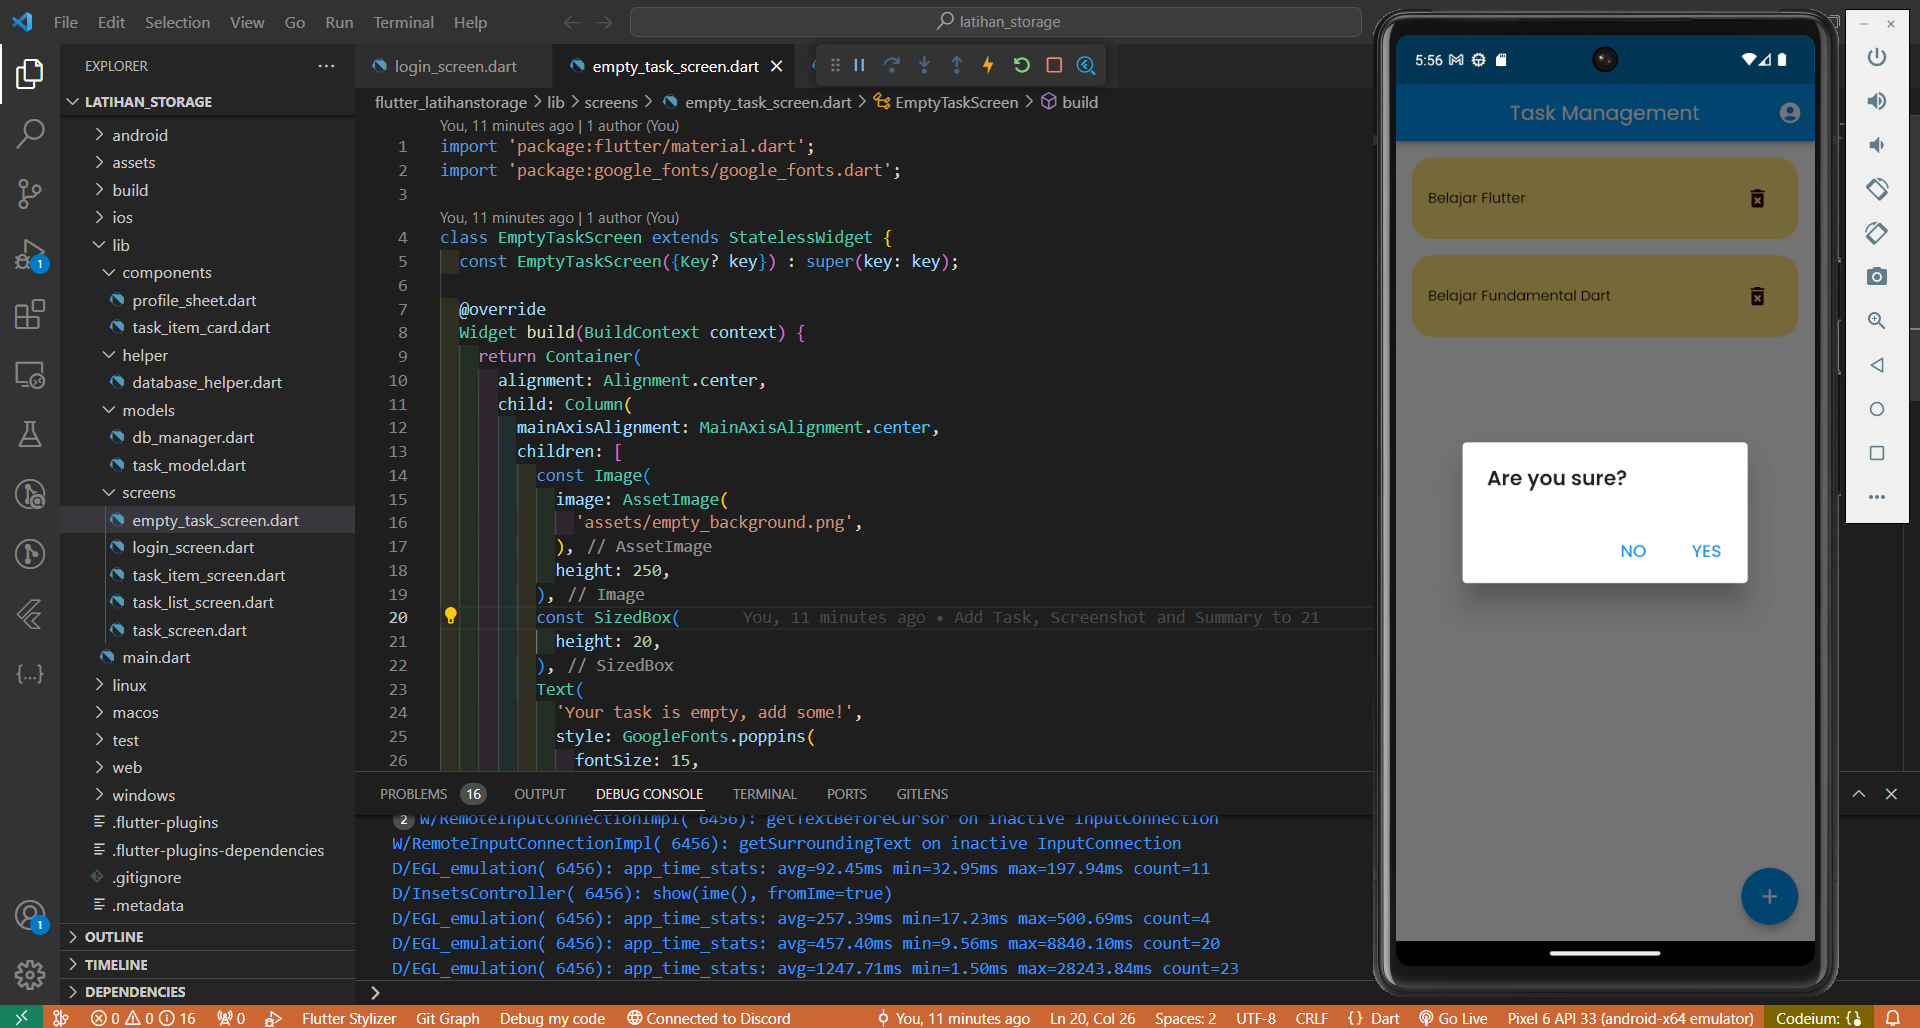 File Edit Selection View Go Run Terminal Help
latihan_storage
EXPLORER
LATIHAN_STORAGE
android
assets
build
ios
lib
components
profile_sheet.dart
task_item_card.dart
helper
database_helper.dart
models
db_manager.dart
task_model.dart
screens
empty_task_screen.dart
login_screen.dart
task_item_screen.dart
task_list_screen.dart
task_screen.dart
main.dart
linux
macos
test
web
windows
.flutter-plugins
.flutter-plugins-dependencies
.gitignore
.metadata
OUTLINE
TIMELINE
DEPENDENCIES
1
1
login_screen.dart
empty_task_screen.dart
flutter_latihanstorage > lib > screens > empty_task_screen.dart > EmptyTaskScreen > build
You, 11 minutes ago | 1 author (You)
1 import 'package:flutter/material.dart';
2 import 'package:google_fonts/google_fonts.dart';
3
You, 11 minutes ago | 1 author (You)
4 class EmptyTaskScreen extends StatelessWidget {
5 const EmptyTaskScreen({Key? key}) : super(key: key);
6
7 @override
8 Widget build(BuildContext context) {
9 return Container(
10 alignment: Alignment.center,
11 child: Column(
12 mainAxisAlignment: MainAxisAlignment.center,
13 children: [
14 const Image(
15 image: AssetImage(
16 'assets/empty_background.png',
17 ), // AssetImage
18 height: 250,
19 ), // Image
20 const SizedBox( You, 11 minutes ago • Add Task, Screenshot and Summary to 21
21 height: 20,
22 ), // SizedBox
23 Text(
24 'Your task is empty, add some!',
25 style: GoogleFonts.poppins(
26 fontSize: 15,
PROBLEMS 16 OUTPUT DEBUG CONSOLE TERMINAL PORTS GITLENS
2 W/RemoteInputConnectionImpl( 6456): getTextBeforeCursor on inactive InputConnection
W/RemoteInputConnectionImpl( 6456): getSurroundingText on inactive InputConnection
D/EGL_emulation( 6456): app_time_stats: avg=92.45ms min=32.95ms max=197.94ms count=11
D/InsetsController( 6456): show(ime(), fromIme=true)
D/EGL_emulation( 6456): app_time_stats: avg=257.39ms min=17.23ms max=500.69ms count=4
D/EGL_emulation( 6456): app_time_stats: avg=457.40ms min=9.56ms max=8840.10ms count=20
D/EGL_emulation( 6456): app_time_stats: avg=1247.71ms min=1.50ms max=28243.84ms count=23
5:56
Task Management
Belajar Flutter
Belajar Fundamental Dart
Are you sure?
NO YES
0 0 16 0 Flutter Stylizer Git Graph Debug my code Connected to Discord You, 11 minutes ago Ln 20, Col 26 Spaces: 2 UTF-8 CRLF {} Dart Go Live Pixel 6 API 33 (android-x64 emulator) Codeium: {}